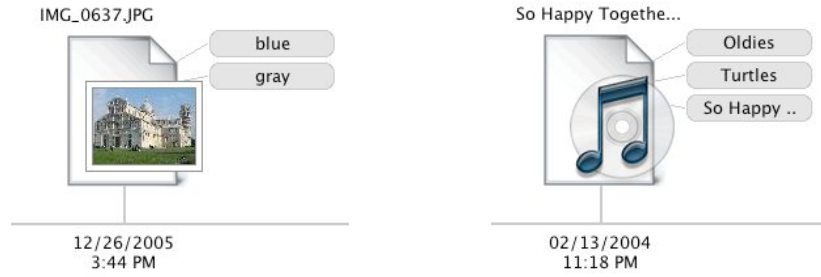 IMG_0637.JPG
blue
gray
12/26/2005
3:44 PM
So Happy Togethe...
Oldies
Turtles
So Happy ..
02/13/2004
11:18 PM